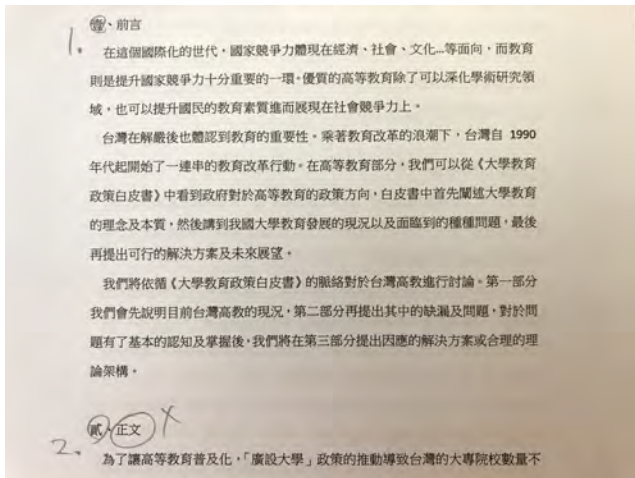 壹、前言
1.
在這個國際化的世代，國家競爭力體現在經濟、社會、文化...等面向，而教育
則是提升國家競爭力十分重要的一環。優質的高等教育除了可以深化學術研究領
域，也可以提升國民的教育素質進而展現在社會競爭力上。
台灣在解嚴後也體認到教育的重要性。乘著教育改革的浪潮下，台灣自 1990
年代起開始了一連串的教育改革行動。在高等教育部分，我們可以從《大學教育
政策白皮書》中看到政府對於高等教育的政策方向，白皮書中首先闡述大學教育
的理念及本質，然後講到我國大學教育發展的現況以及面臨到的種種問題，最後
再提出可行的解決方案及未來展望。
我們將依循《大學教育政策白皮書》的脈絡對於台灣高教進行討論。第一部分
我們會先說明目前台灣高教的現況，第二部分再提出其中的缺漏及問題，對於問
題有了基本的認知及掌握後，我們將在第三部分提出因應的解決方案或合理的理
論架構。
貳、正文 X
2.
為了讓高等教育普及化，「廣設大學」政策的推動導致台灣的大專院校數量不